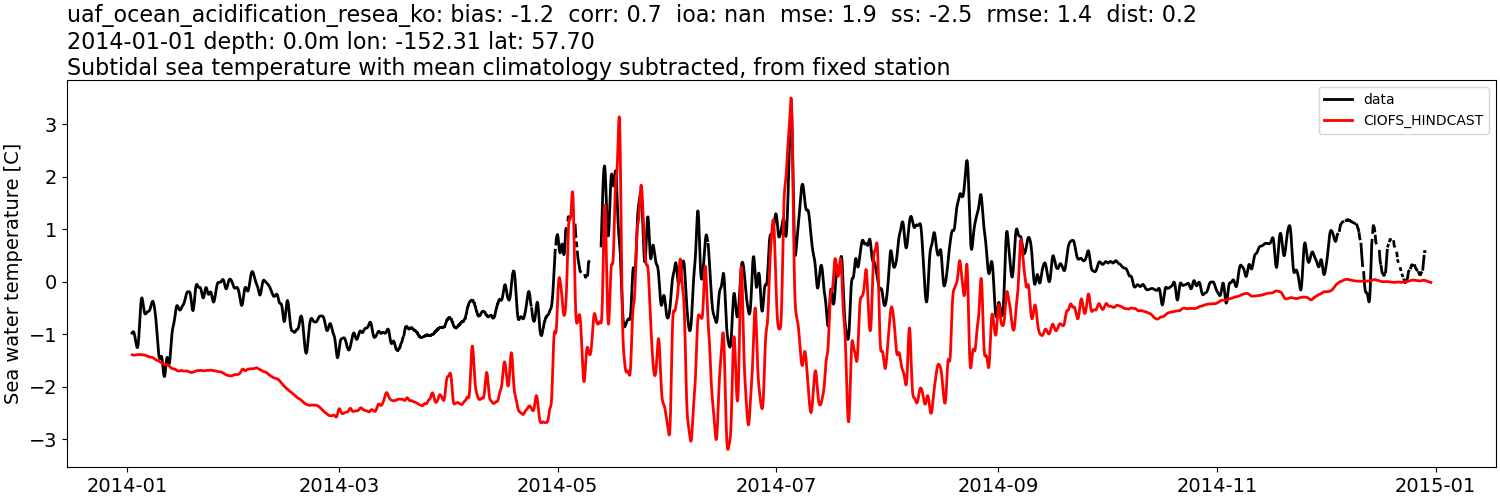 uaf_ocean_acidification_resea_ko: bias: -1.2  corr: 0.7  ioa: nan  mse: 1.9  ss: -2.5  rmse: 1.4  dist: 0.2
2014-01-01 depth: 0.0m lon: -152.31 lat: 57.70
Subtidal sea temperature with mean climatology subtracted, from fixed station
data
CIOFS_HINDCAST
Sea water temperature [C]
3
2
1
0
−1
−2
−3
2014-01
2014-03
2014-05
2014-07
2014-09
2014-11
2015-01